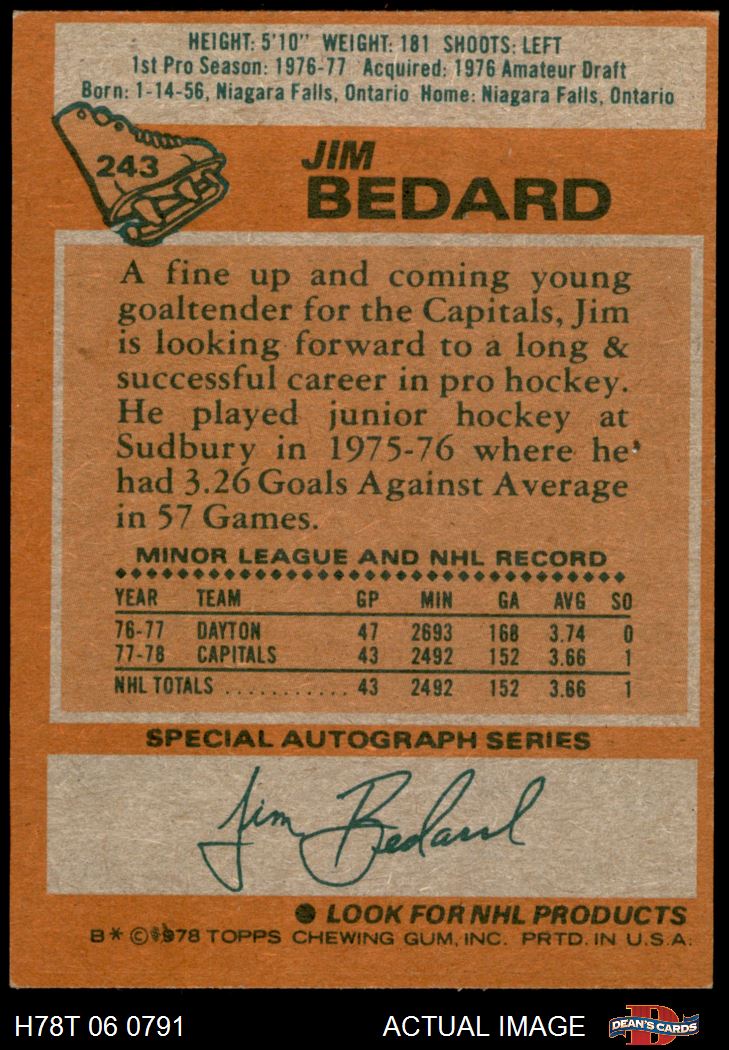 HEIGHT: 5'10" WEIGHT: 181 SHOOTS: LEFT
1st Pro Season: 1976-77 Acquired: 1976 Amateur Draft
Born: 1-14-56, Niagara Falls, Ontario Home: Niagara Falls, Ontario
243
JIM
BEDARD
A fine up and coming young
goaltender for the Capitals, Jim
is looking forward to a long &
successful career in pro hockey.
He played junior hockey at
Sudbury in 1975-76 where he
had 3.26 Goals Against Average
in 57 Games.
MINOR LEAGUE AND NHL RECORD
YEAR TEAM GP MIN GA AVG SO
76-77 DAYTON 47 2693 168 3.74 0
77-78 CAPITALS 43 2492 152 3.66 1
NHL TOTALS ........... 43 2492 152 3.66 1
SPECIAL AUTOGRAPH SERIES
Jim Bedard
● LOOK FOR NHL PRODUCTS
B* © 1978 TOPPS CHEWING GUM, INC. PRTD. IN U.S.A.
H78T 06 0791 ACTUAL IMAGE
DEAN'S CARDS